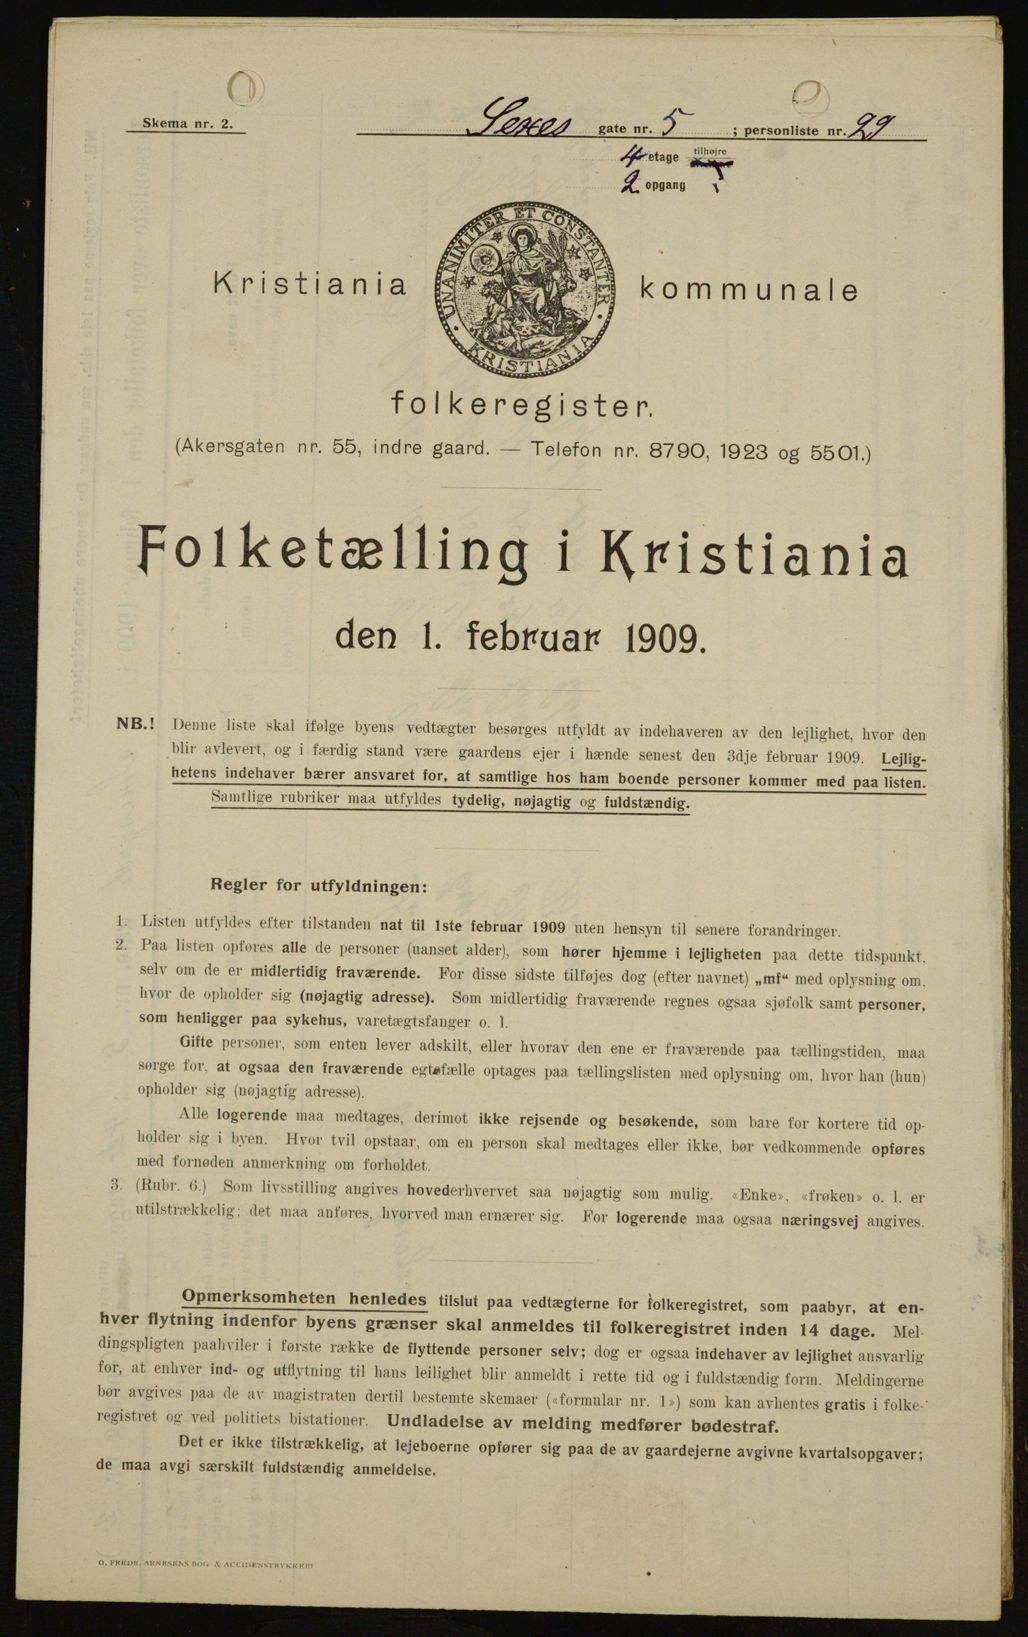 Skema nr. 2.
Sexes gate nr. 5 ; personliste nr. 29
4 etage tilhøjre
2 opgang
UNANIMITER ET CONSTANTER
KRISTIANIA
Kristiania kommunale
folkeregister.
(Akersgaten nr. 55, indre gaard. — Telefon nr. 8790, 1923 og 5501.)
Folketælling i Kristiania
den 1. februar 1909.
NB.! Denne liste skal ifølge byens vedtægter besørges utfyldt av indehaveren av den lejlighet, hvor den
blir avlevert, og i færdig stand være gaardens ejer i hænde senest den 3dje februar 1909. Lejlig-
hetens indehaver bærer ansvaret for, at samtlige hos ham boende personer kommer med paa listen.
Samtlige rubriker maa utfyldes tydelig, nøjagtig og fuldstændig.
Regler for utfyldningen:
1. Listen utfyldes efter tilstanden nat til 1ste februar 1909 uten hensyn til senere forandringer.
2. Paa listen opføres alle de personer (uanset alder), som hører hjemme i lejligheten paa dette tidspunkt,
selv om de er midlertidig fraværende. For disse sidste tilføjes dog (efter navnet) „mf“ med oplysning om,
hvor de opholder sig (nøjagtig adresse). Som midlertidig fraværende regnes ogsaa sjøfolk samt personer,
som henligger paa sykehus, varetægtsfanger o. l.
Gifte personer, som enten lever adskilt, eller hvorav den ene er fraværende paa tællingstiden, maa
sørge for, at ogsaa den fraværende egtefælle optages paa tællingslisten med oplysning om, hvor han (hun)
opholder sig (nøjagtig adresse).
Alle logerende maa medtages, derimot ikke rejsende og besøkende, som bare for kortere tid op-
holder sig i byen. Hvor tvil opstaar, om en person skal medtages eller ikke, bør vedkommende opføres
med fornøden anmerkning om forholdet.
3. (Rubr. 6.) Som livsstilling angives hovederhvervet saa nøjagtig som mulig. «Enke», «frøken» o. l. er
utilstrækkelig; det maa anføres, hvorved man ernærer sig. For logerende maa ogsaa næringsvej angives.
Opmerksomheten henledes tilslut paa vedtægterne for folkeregistret, som paabyr, at en-
hver flytning indenfor byens grænser skal anmeldes til folkeregistret inden 14 dage. Mel-
dingspligten paahviler i første række de flyttende personer selv; dog er ogsaa indehaver av lejlighet ansvarlig
for, at enhver ind- og utflytning til hans leilighet blir anmeldt i rette tid og i fuldstændig form. Meldingerne
bør avgives paa de av magistraten dertil bestemte skemaer («formular nr. 1») som kan avhentes gratis i folke-
registret og ved politiets bistationer. Undladelse av melding medfører bødestraf.
Det er ikke tilstrækkelig, at lejeboerne opfører sig paa de av gaardejerne avgivne kvartalsopgaver;
de maa avgi særskilt fuldstændig anmeldelse.
O. FREDR. ARNESENS BOG- & ACCIDENSTRYKKERI